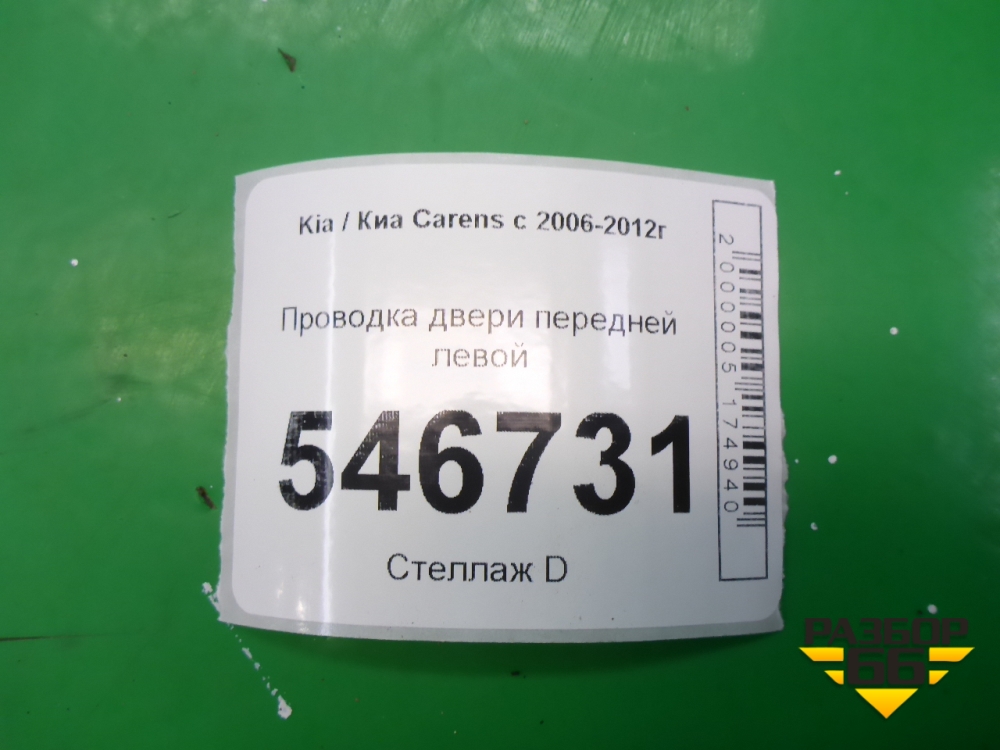 Kia / Киа Carens с 2006-2012г
Проводка двери передней
левой
546731
Стеллаж D
2000005174940
РАЗБОР
66